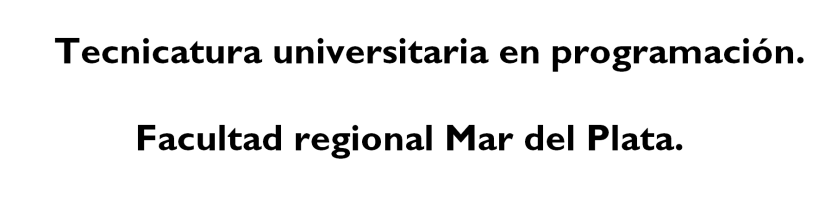 Tecnicatura universitaria en programación.
Facultad regional Mar del Plata.